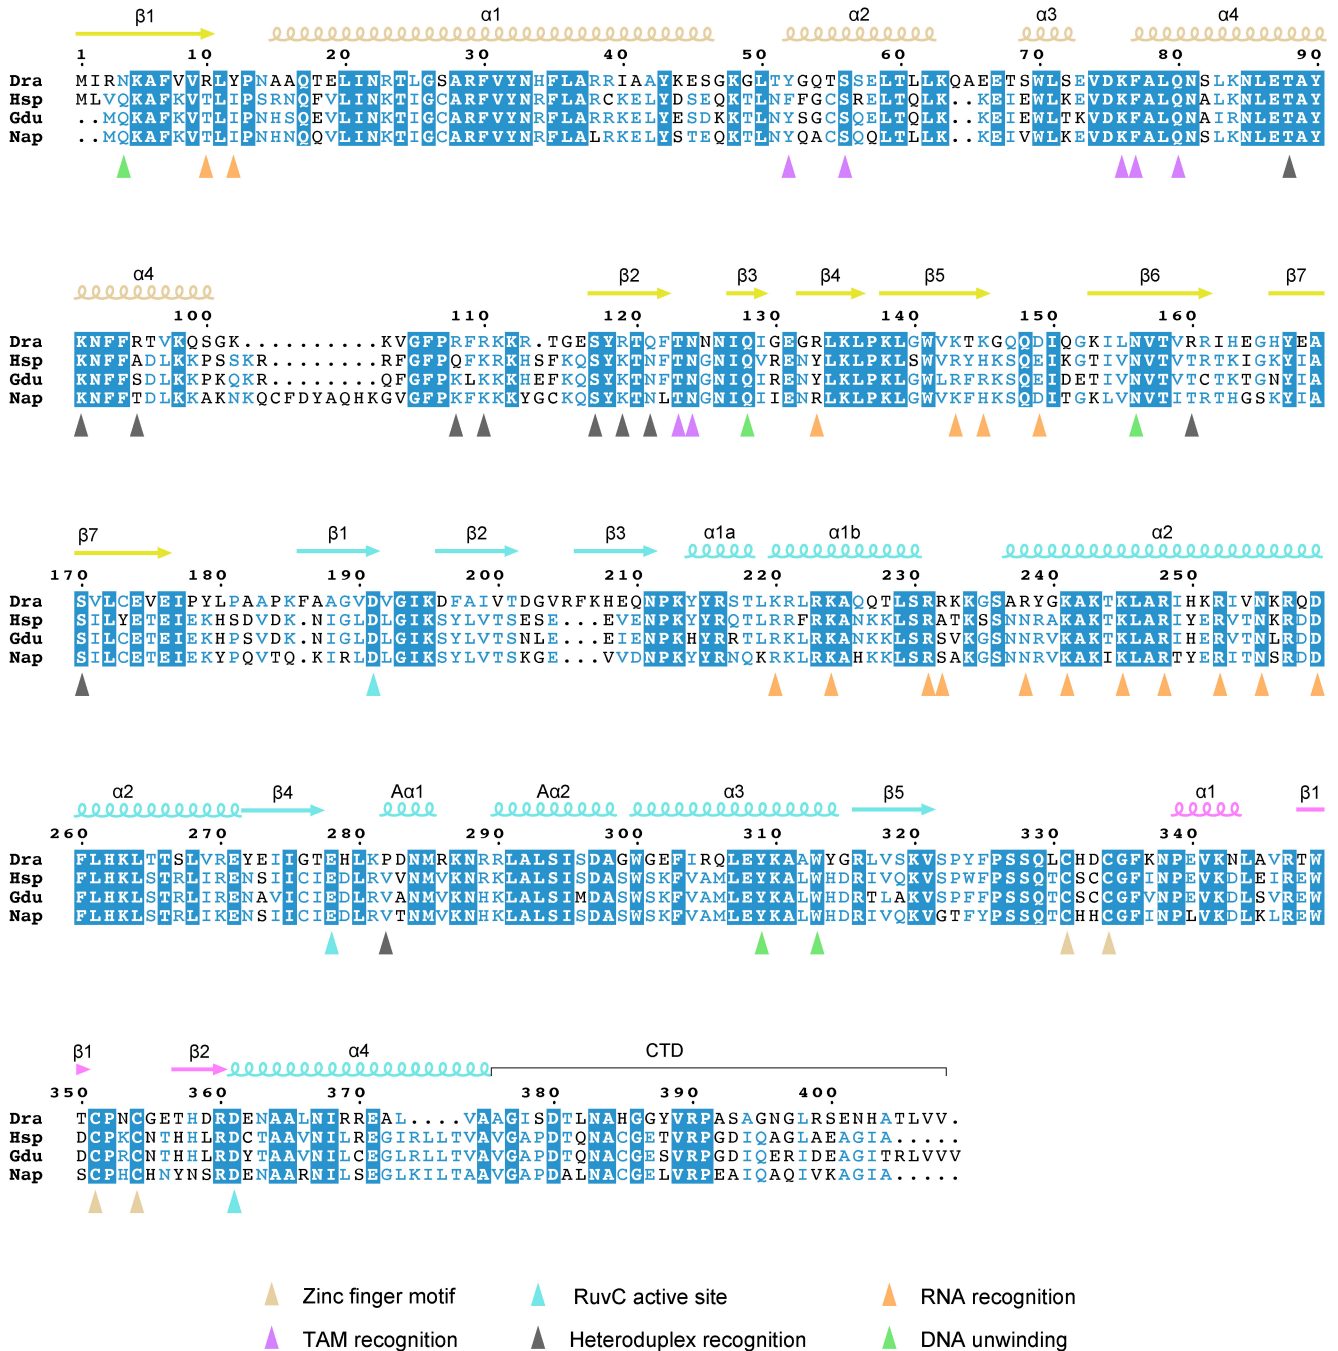 β1 α1 α2 α3 α4
1 10 20 30 40 50 60 70 80 90
Dra MIRNKAFVVRLYPNAAQTELINRTLGSARFVYNHFLARRIAAYKESGKGLTYGQTSSELTLLKQAEETSWLSEVDKFALQNSLKNLETAY
Hsp MLVQKAFKVTLIPSRNQFVLINKTIGCARFVYNRFLARCKELYDSEQKTLNFFGCSRELTQLK..KEIEWLKEVDKFALQNALKNLETAY
Gdu ..MQKAFKVTLIPNHSQEVLINKTIGCARFVYNRFLARRKELYESDKKTLNYSGCSQELTQLK..KEIEWLTKVDKFALQNAIRNLETAY
Nap ..MQKAFKVTLIPNHNQQVLINKTIGCARFVYNRFLALRKELYSTEQKTLNYQACSQQLTLLK..KEIVWLKEVDKFALQNSLKNLETAY
α4 β2 β3 β4 β5 β6 β7
100 110 120 130 140 150 160
Dra KNFFRTVKQSGK..........KVGFPRFRKKR.TGESYRTQFTNNNIQIGEGRLKLPKLGWVKTKGQQDIQGKILNVTVRRIHEGHYEA
Hsp KNFFADLKKPSSKR........RFGFPQFKKKHSFKQSYKTNFTNGNIQVRENYLKLPKLSWVRYHKSQEIKGTIVNVTVTRTKIGKYIA
Gdu KNFFSDLKKPKQKR........QFGFPKLKKKHEFKQSYKTNFTNGNIQIRENYLKLPKLGWLRFRKSQEIDETIVNVTVTCTKTGNYIA
Nap KNFFTDLKKAKNKQCFDYAQHKGVGFPKFKKKYGCKQSYKTNLTNGNIQIIENRLKLPKLGWVKFHKSQDITGKLVNVTITRTHGSKYIA
β7 β1 β2 β3 α1a α1b α2
170 180 190 200 210 220 230 240 250
Dra SVLCEVEIPYLPAAPKFAAGVDVGIKDFAIVTDGVRFKHEQNPKYYRSTLKRLRKAQQTLSRRKKGSARYGKAKTKLARIHKRIVNKRQD
Hsp SILYETEIEKHSDVDK.NIGLDLGIKSYLVTSESE...EVENPKYYRQTLRRFRKANKKLSRATKSSNNRAKAKTKLARIYERVTNKRDD
Gdu SILCETEIEKHPSVDK.NIGLDLGIKSYLVTSNLE...EIENPKHYRRTLRRLRKANKKLSRSVKGSNNRVKAKTKLARIHERVTNLRDD
Nap SILCETEIEKYPQVTQ.KIRLDLGIKSYLVTSKGE...VVDNPKYYRNQKRKLRKAHKKLSRSAKGSNNRVKAKIKLARTYERITNSRDD
α2 β4 Aα1 Aα2 α3 β5 α1 β1
260 270 280 290 300 310 320 330 340
Dra FLHKLTTSLVREYEIIGTEHLKPDNMRKNRRLALSISDAGWGEFIRQLEYKAAWYGRLVSKVSPYFPSSQLCHDCGFKNPEVKNLAVRTW
Hsp FLHKLSTRLIRENSIICIEDLRVVNMVKNRKLALSISDASWSKFVAMLEYKALWHDRIVQKVSPWFPSSQTCSCCGFINPEVKDLEIREW
Gdu FLHKLSTRLIRENAVICIEDLRVANMVKNHKLALSIMDASWSKFVAMLEYKALWHDRTLAKVSPFFPSSQTCSRCGFVNPEVKDLSVREW
Nap FLHKLSTRLIKENSIICIEDLRVTNMVKNHKLALSISDASWSKFVAMLEYKALWHDRIVQKVGTFYPSSQTCHHCGFINPLVKDLKLREW
β1 β2 α4 CTD
350 360 370 380 390 400
Dra TCPNCGETHDRDENAALNIRREAL....VAAGISDTLNAHGGYVRPASAGNGLRSENHATLVV.
Hsp DCPKCNTHHLRDCTAAVNILREGIRLLTVAVGAPDTQNACGETVRPGDIQAGLAEAGIA.....
Gdu DCPRCNTHHLRDYTAAVNILCEGLRLLTVAVGAPDTQNACGESVRPGDIQERIDEAGITRLVVV
Nap SCPHCHNYNSRDENAARNILSEGLKILTAAVGAPDALNACGELVRPEAIQAQIVKAGIA.....
Zinc finger motif RuvC active site RNA recognition
TAM recognition Heteroduplex recognition DNA unwinding